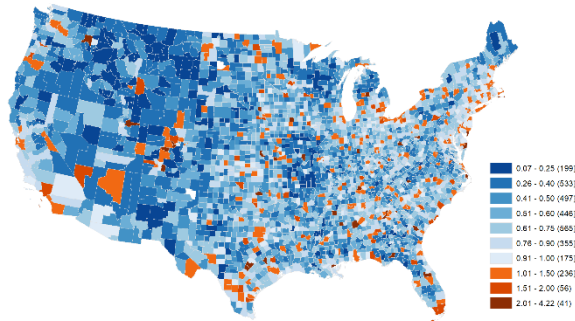 0.07 - 0.25 (199)
0.26 - 0.40 (533)
0.41 - 0.50 (497)
0.51 - 0.60 (446)
0.61 - 0.75 (565)
0.76 - 0.90 (355)
0.91 - 1.00 (175)
1.01 - 1.50 (236)
1.51 - 2.00 (56)
2.01 - 4.22 (41)